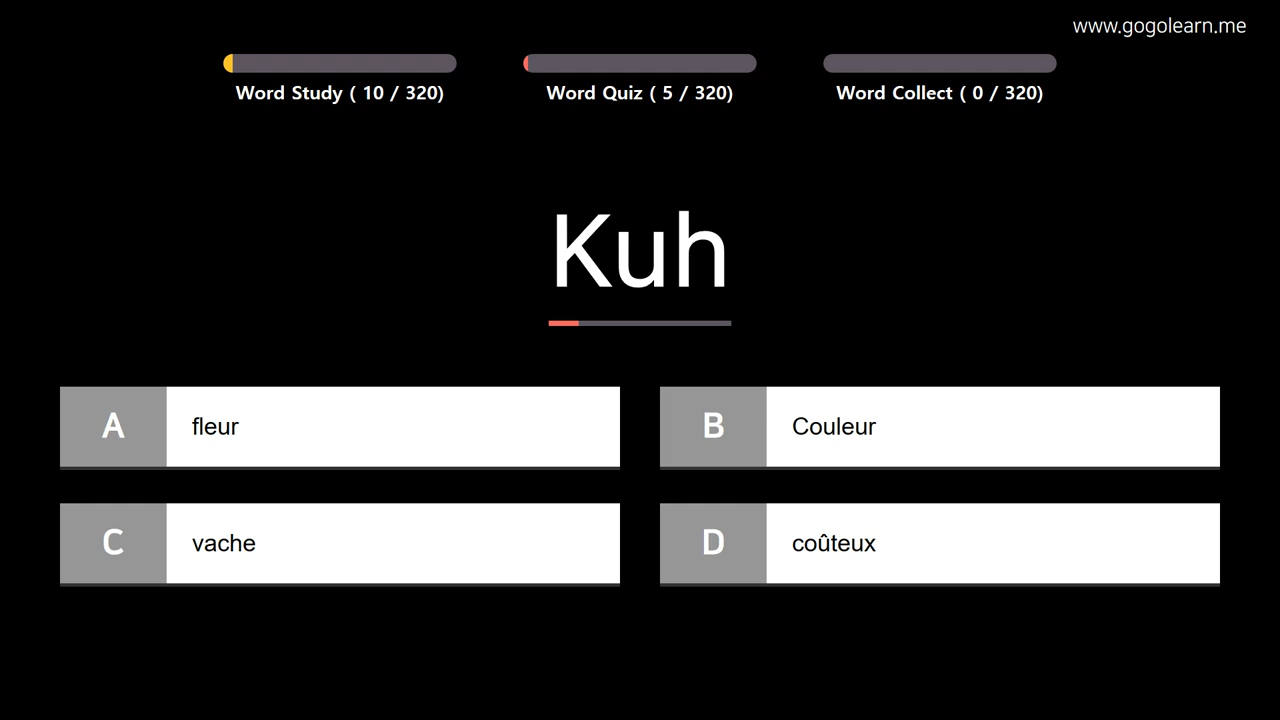 www.gogolearn.me
Word Study ( 10 / 320)
Word Quiz ( 5 / 320)
Word Collect ( 0 / 320)
Kuh
A fleur
B Couleur
C vache
D coûteux